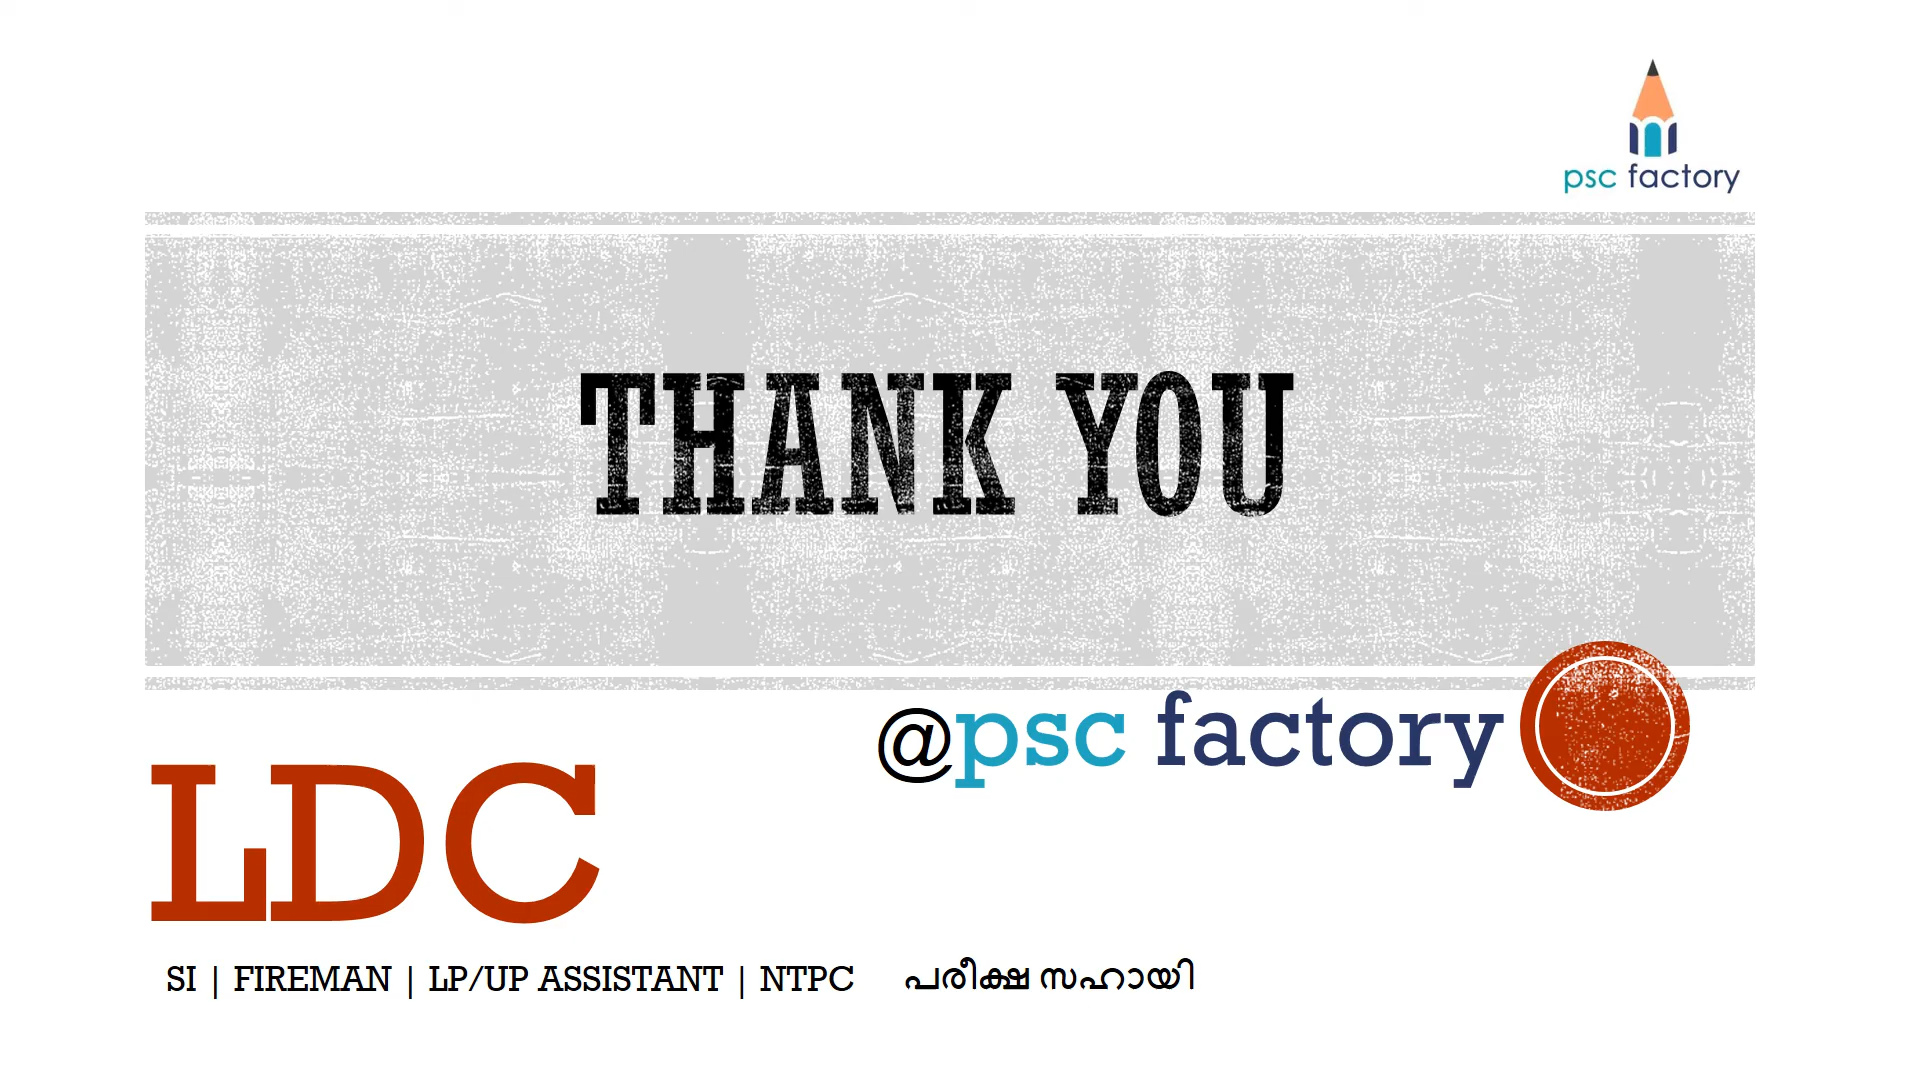 psc factory
THANK YOU
@psc factory
LDC
SI | FIREMAN | LP/UP ASSISTANT | NTPC പരീക്ഷ സഹായി